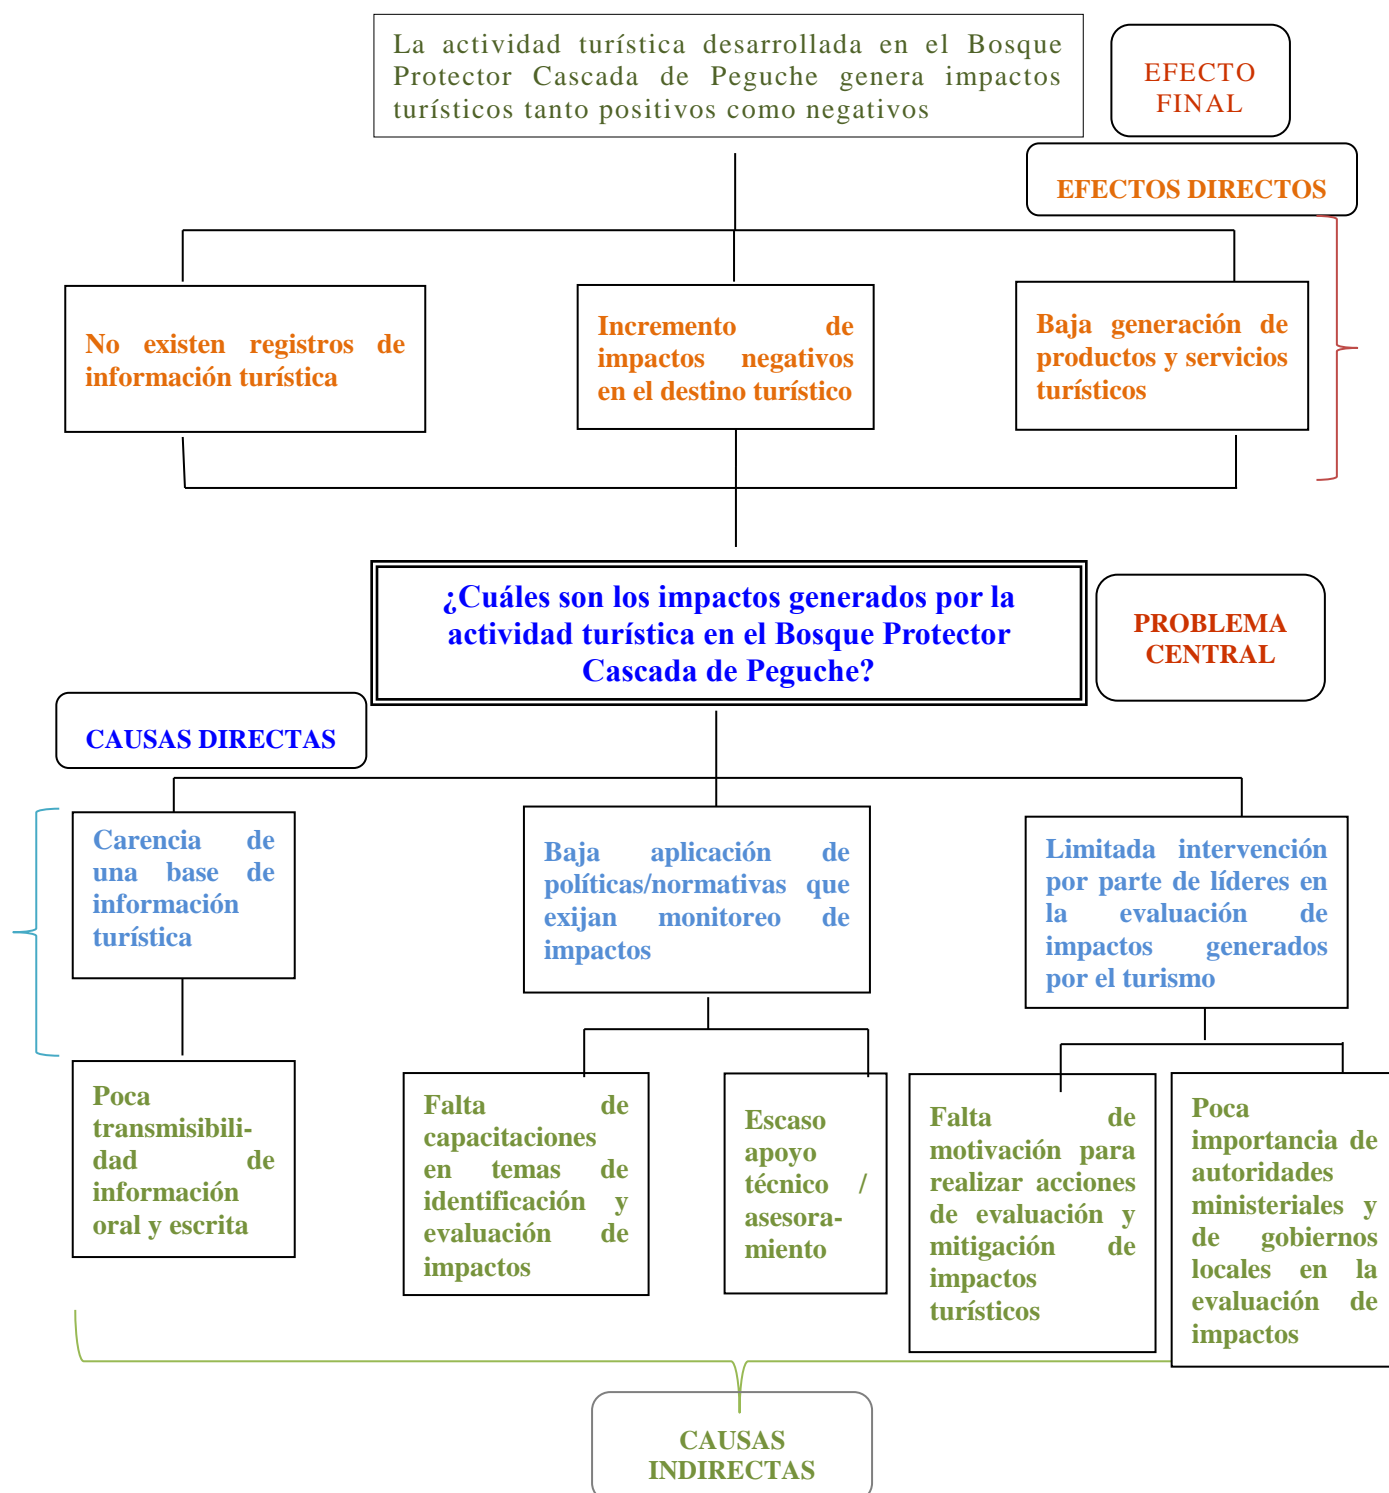 La actividad turística desarrollada en el Bosque
Protector Cascada de Peguche genera impactos
turísticos tanto positivos como negativos
EFECTO
FINAL
EFECTOS DIRECTOS
No existen registros de
información turística
Incremento de
impactos negativos
en el destino turístico
Baja generación de
productos y servicios
turísticos
¿Cuáles son los impactos generados por la
actividad turística en el Bosque Protector
Cascada de Peguche?
PROBLEMA
CENTRAL
CAUSAS DIRECTAS
Carencia de
una base de
información
turística
Baja aplicación de
políticas/normativas que
exijan monitoreo de
impactos
Limitada intervención
por parte de líderes en
la evaluación de
impactos generados
por el turismo
Poca
transmisibili-
dad de
información
oral y escrita
Falta de
capacitaciones
en temas de
identificación y
evaluación de
impactos
Escaso
apoyo
técnico /
asesora-
miento
Falta de
motivación para
realizar acciones
de evaluación y
mitigación de
impactos
turísticos
Poca
importancia de
autoridades
ministeriales y
de gobiernos
locales en la
evaluación de
impactos
CAUSAS
INDIRECTAS